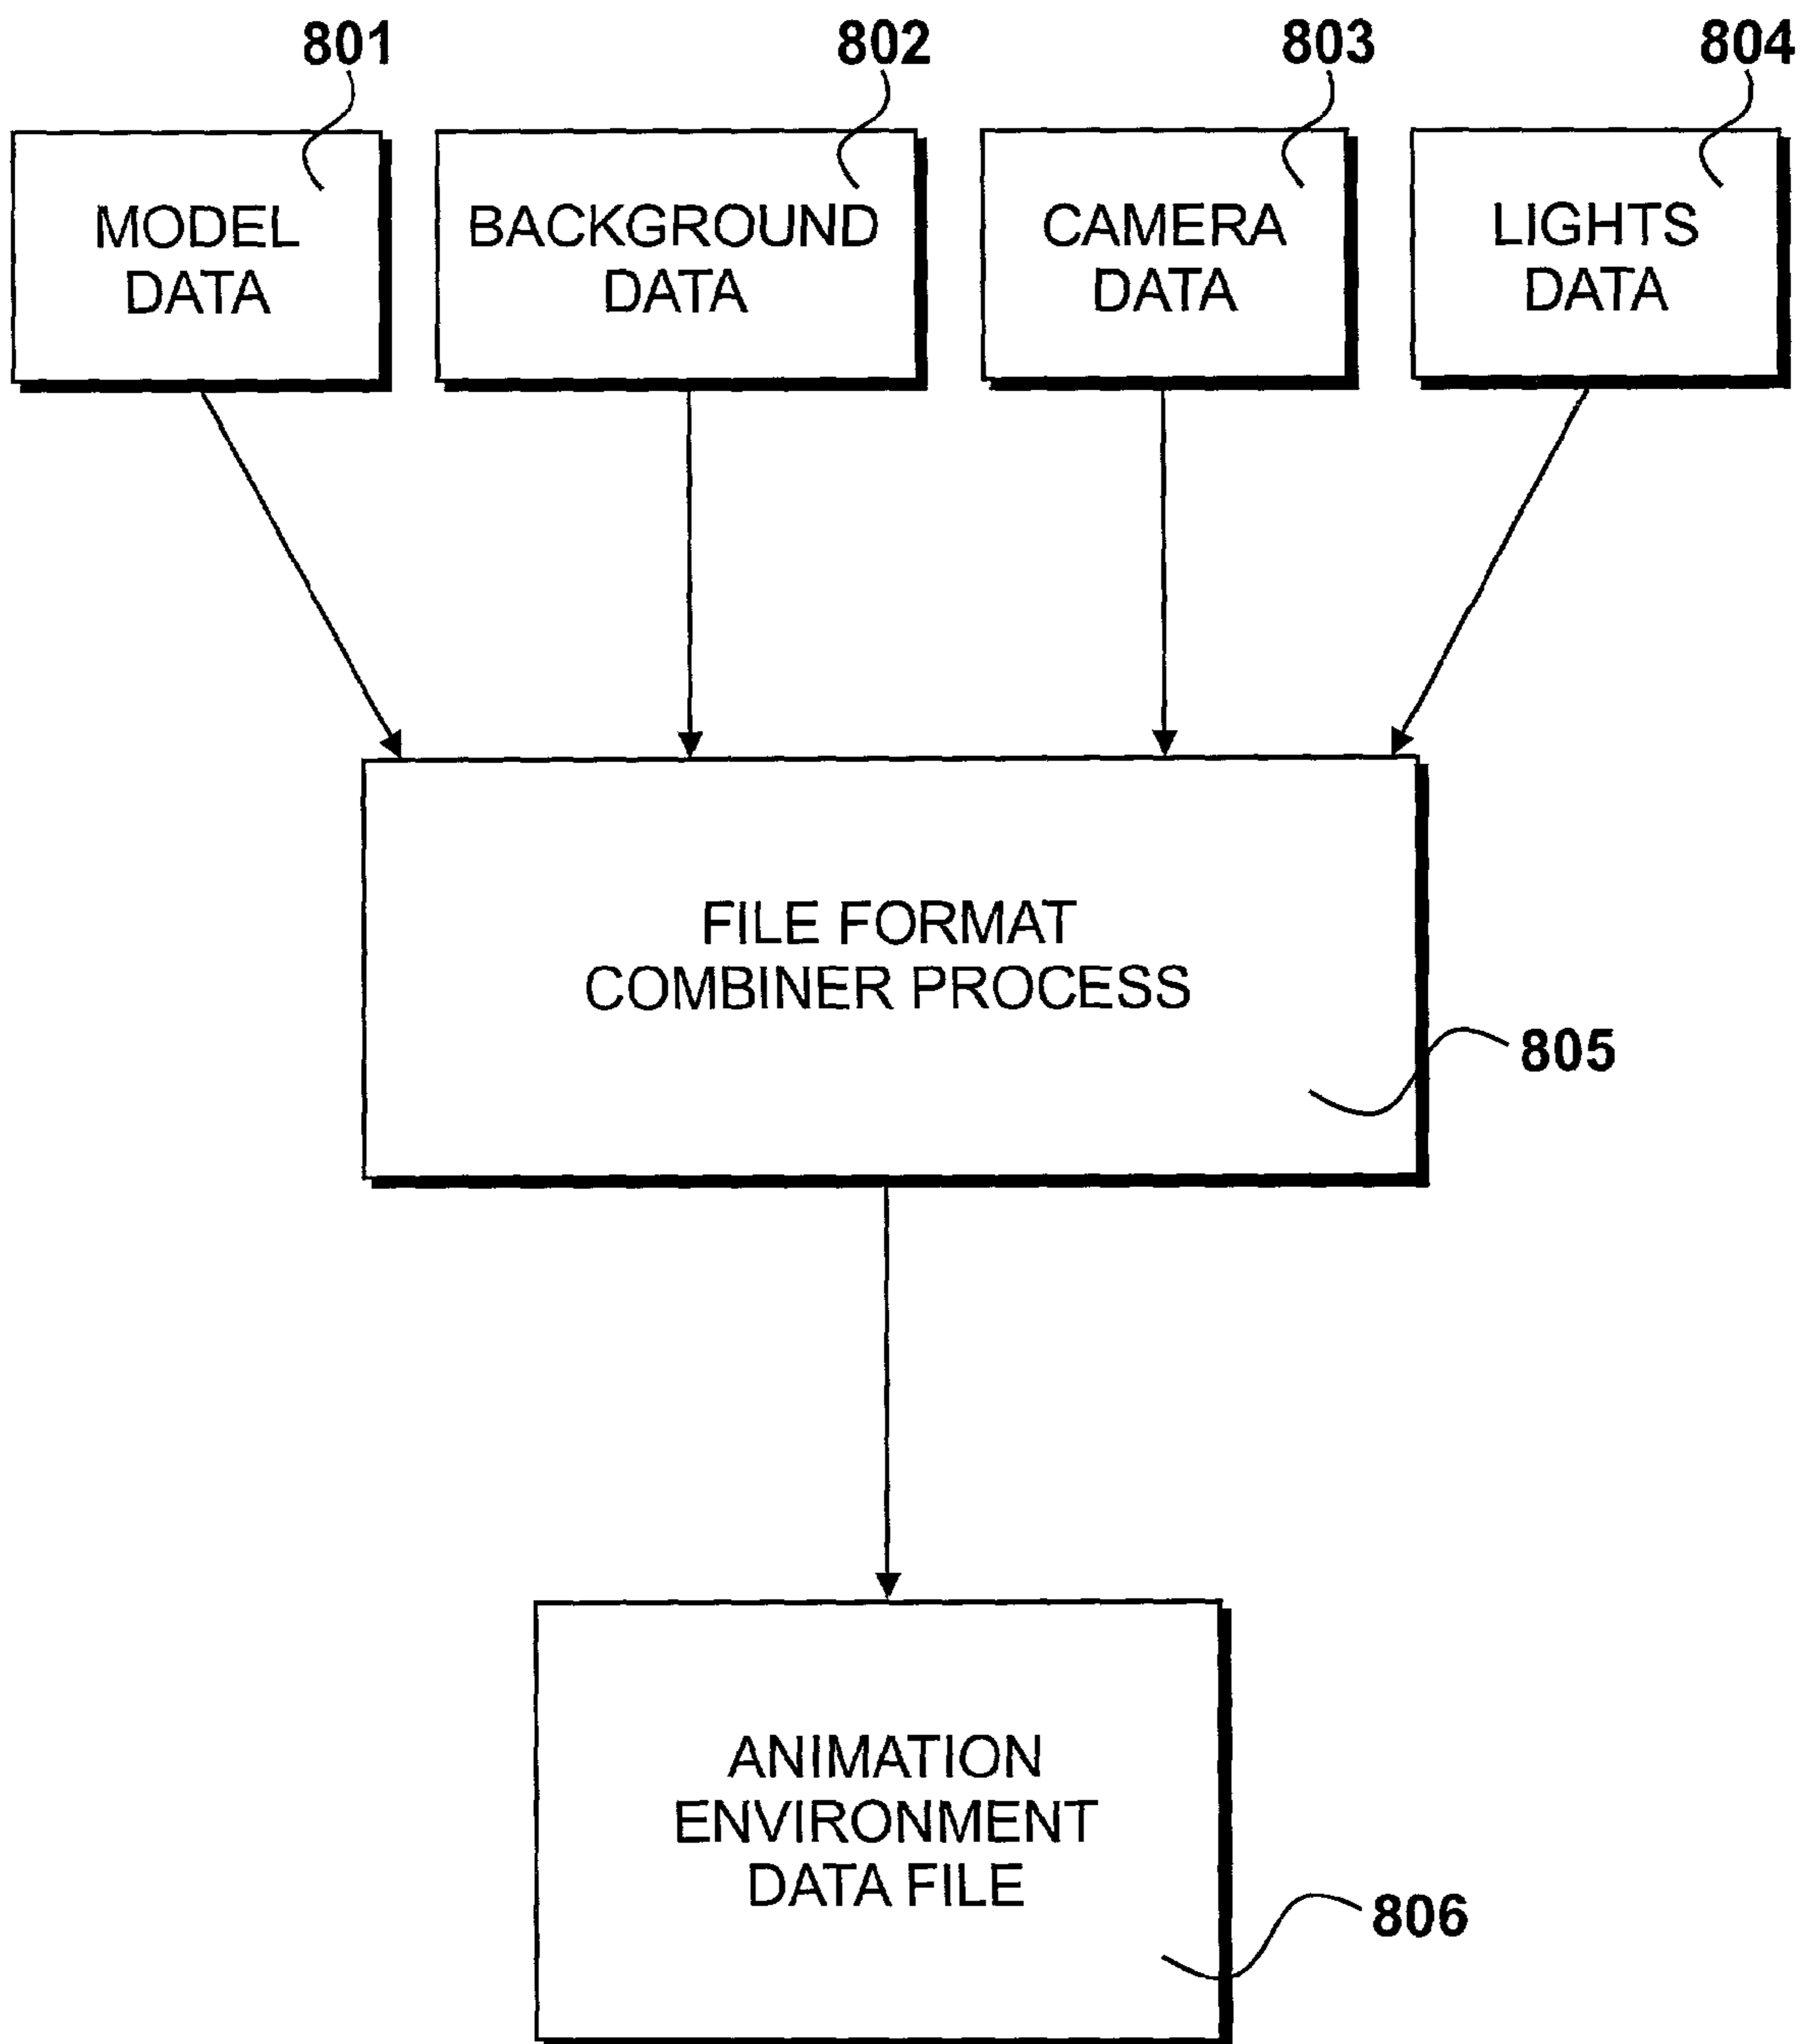 801
802
803
804
MODEL
DATA
BACKGROUND
DATA
CAMERA
DATA
LIGHTS
DATA
FILE FORMAT
COMBINER PROCESS
805
ANIMATION
ENVIRONMENT
DATA FILE
806